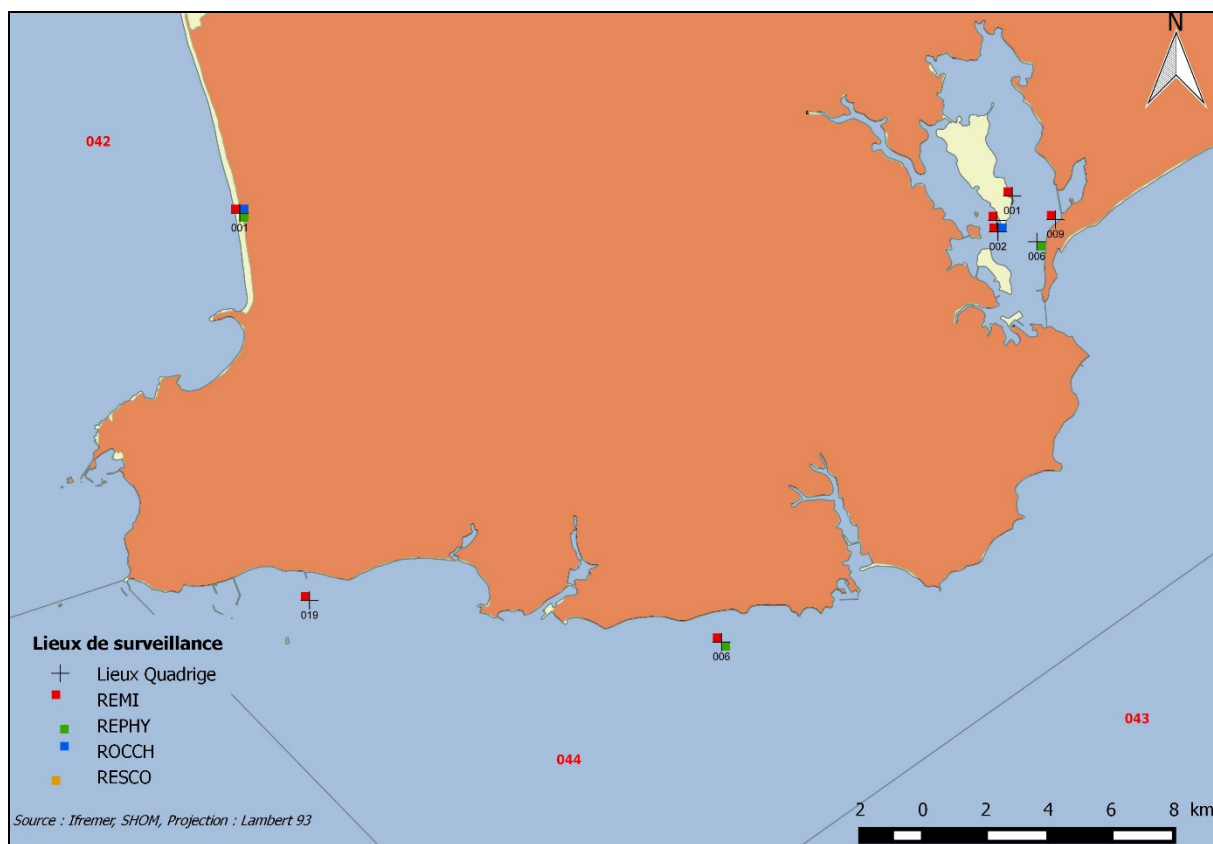 N
042
001
001
002
009
006
019
006
044
043
Lieux de surveillance
Lieux Quadrige
REMI
REPHY
ROCCH
RESCO
Source : Ifremer, SHOM, Projection : Lambert 93
2 0 2 4 6 8 km